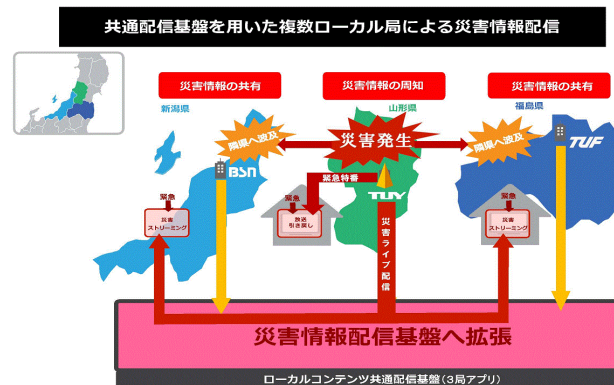 共通配信基盤を用いた複数ローカル局による災害情報配信
災害情報の共有
災害情報の周知
災害情報の共有
新潟県
山形県
福島県
隣県へ波及
災害発生
隣県へ波及
BSN
TUF
緊急特番
TUY
緊急
災害
ストリーミング
緊急
放送
引き戻し
緊急
災害
ストリーミング
災害ライブ配信
災害情報配信基盤へ拡張
ローカルコンテンツ共通配信基盤(3局アプリ)